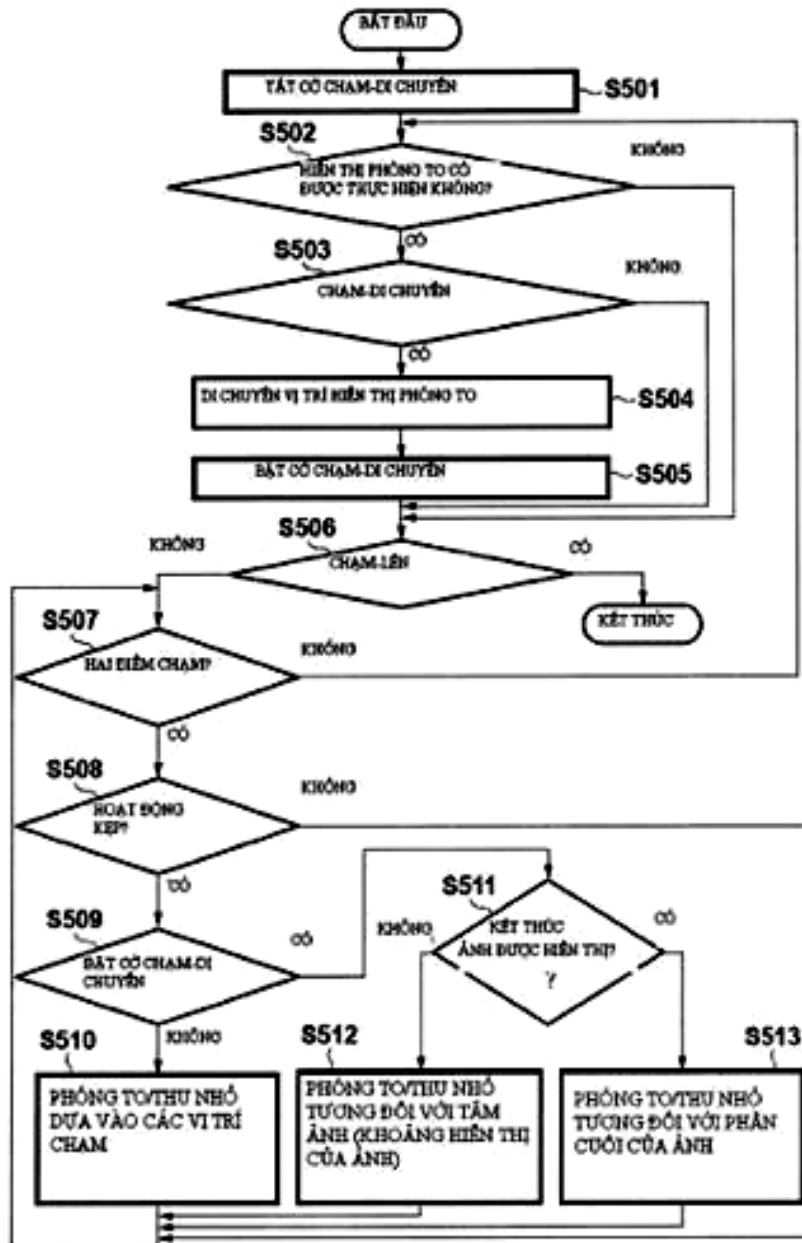 BẮT ĐẦU
TẮT CỜ CHẠM-DI CHUYỂN
S501
S502
KHÔNG
HIỂN THỊ PHÓNG TO CÓ
ĐƯỢC THỰC HIỆN KHÔNG?
CÓ
S503
KHÔNG
CHẠM-DI CHUYỂN
CÓ
DI CHUYỂN VỊ TRÍ HIỂN THỊ PHÓNG TO
S504
BẬT CỜ CHẠM-DI CHUYỂN
S505
S506
KHÔNG
CÓ
CHẠM-LÊN
KẾT THÚC
S507
KHÔNG
HAI ĐIỂM CHẠM?
CÓ
S508
KHÔNG
HOẠT ĐỘNG
KẸP?
CÓ
S509
CÓ
BẬT CỜ CHẠM-DI
CHUYỂN
KHÔNG
S511
KHÔNG
CÓ
KẾT THÚC
ẢNH ĐƯỢC HIỂN THỊ?
?
S510
PHÓNG TO/THU NHỎ
DỰA VÀO CÁC VỊ TRÍ
CHẠM
S512
PHÓNG TO/THU NHỎ
TƯƠNG ĐỐI VỚI TÂM
ẢNH (KHOẢNG HIỂN THỊ
CỦA ẢNH)
S513
PHÓNG TO/THU NHỎ
TƯƠNG ĐỐI VỚI PHẦN
CUỐI CỦA ẢNH